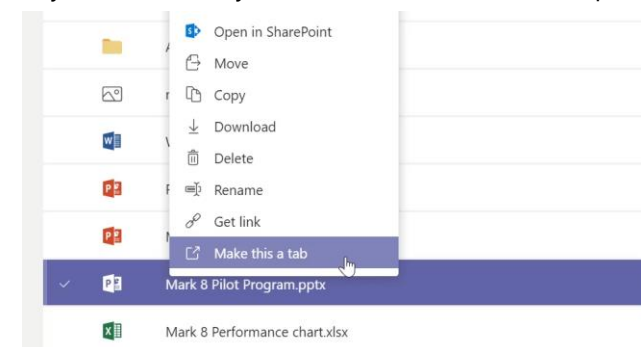 Open in SharePoint
Move
Copy
Download
Delete
Rename
Get link
Make this a tab
Mark 8 Pilot Program.pptx
Mark 8 Performance chart.xlsx